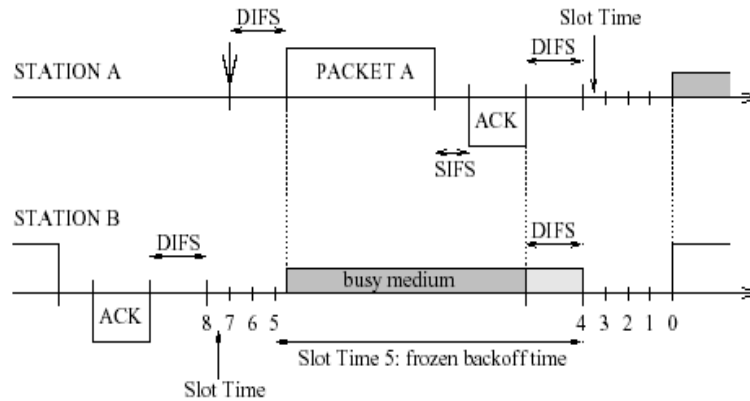 DIFS
Slot Time
STATION A
PACKET A
DIFS
ACK
SIFS
STATION B
DIFS
DIFS
busy medium
ACK
8 7 6 5 4 3 2 1 0
Slot Time 5: frozen backoff time
Slot Time